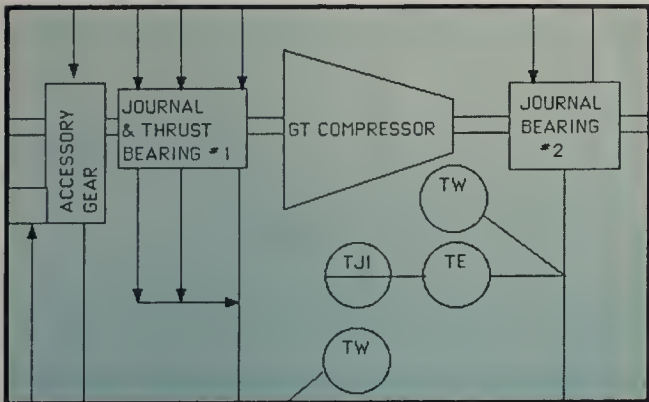 ACCESSORY
GEAR
JOURNAL
& THRUST
BEARING #1
GT COMPRESSOR
JOURNAL
BEARING
#2
TW
TJI
TE
TW